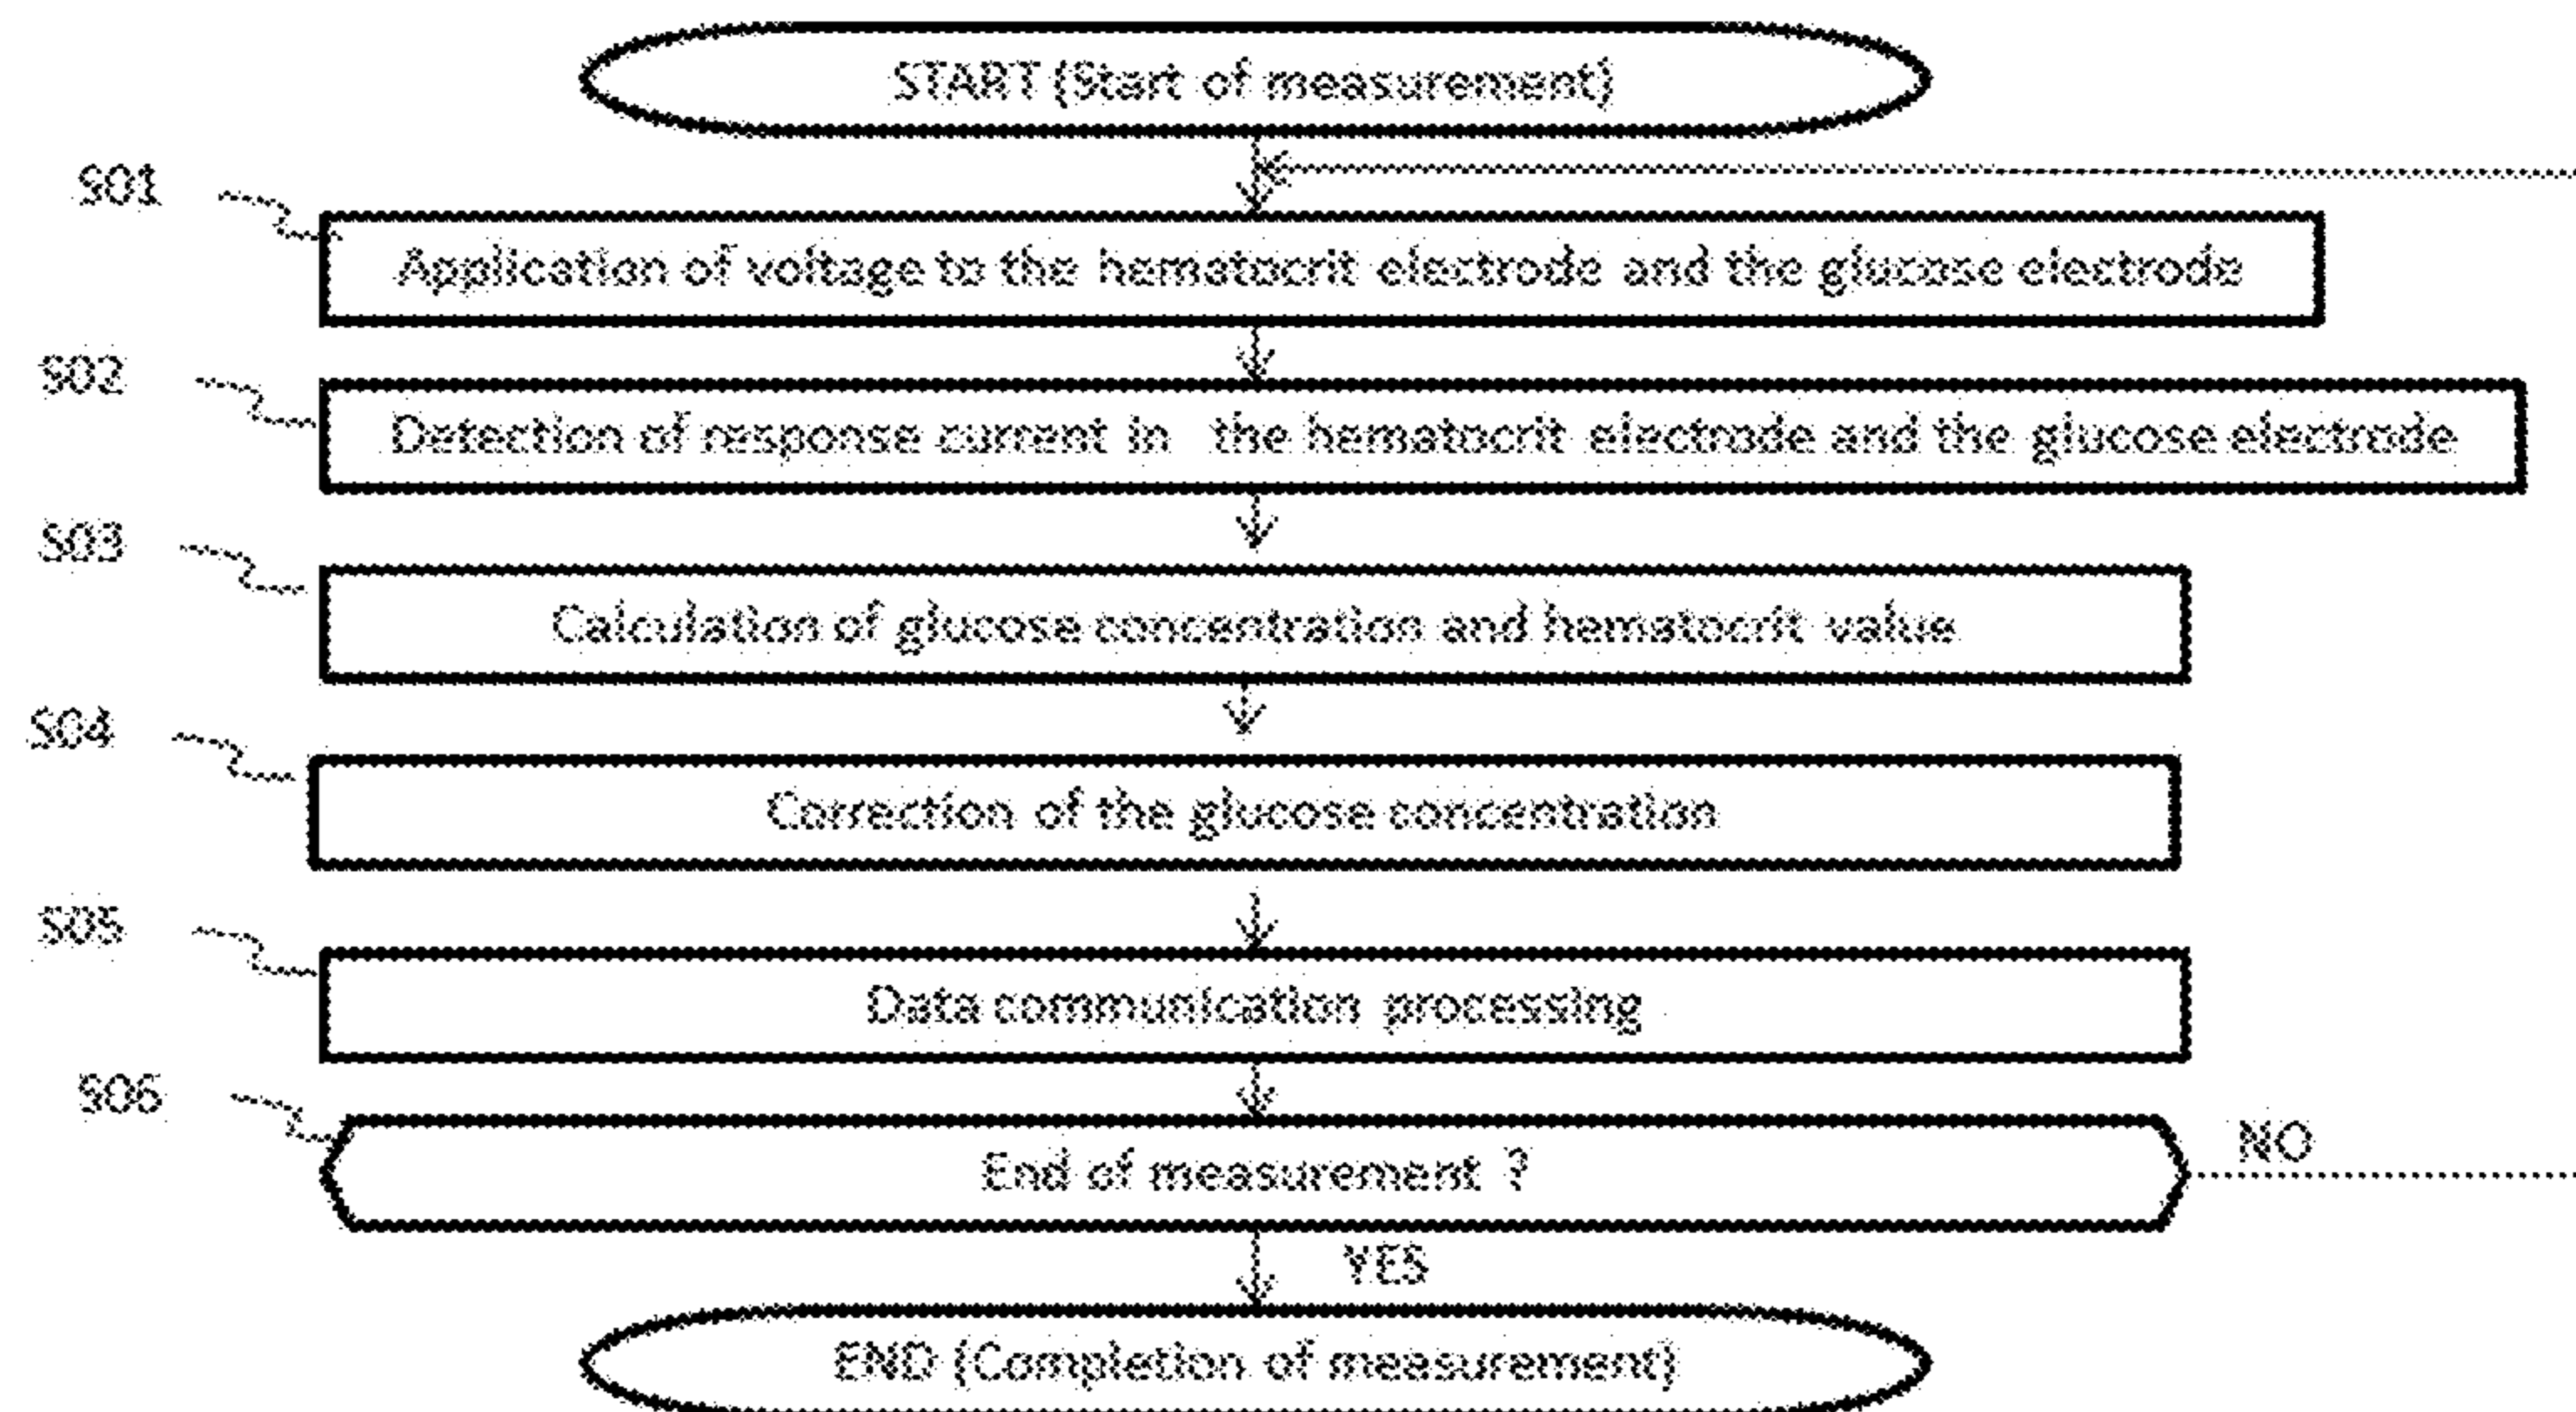 START (Start of measurement)
S01
Application of voltage to the hematocrit electrode and the glucose electrode
S02
Detection of response current in the hematocrit electrode and the glucose electrode
S03
Calculation of glucose concentration and hematocrit value
S04
Correction of the glucose concentration
S05
Data communication processing
S06
End of measurement ?
NO
YES
END (Completion of measurement)